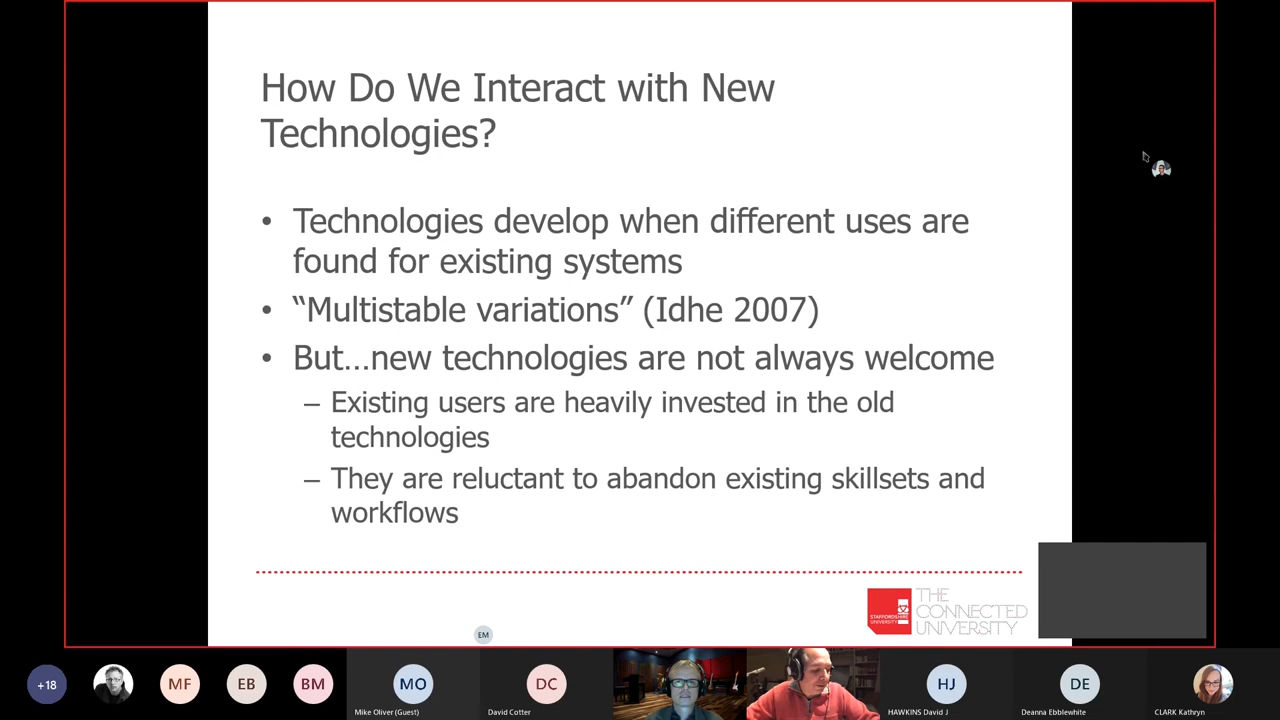 How Do We Interact with New
Technologies?
• Technologies develop when different uses are
found for existing systems
• “Multistable variations” (Idhe 2007)
• But...new technologies are not always welcome
– Existing users are heavily invested in the old
technologies
– They are reluctant to abandon existing skillsets and
workflows
STAFFORDSHIRE
UNIVERSITY
THE
CONNECTED
UNIVERSITY
EM
+18
MF
EB
BM
MO
DC
HJ
DE
Mike Oliver (Guest)
David Cotter
HAWKINS David J
Deanna Ebblewhite
CLARK Kathryn